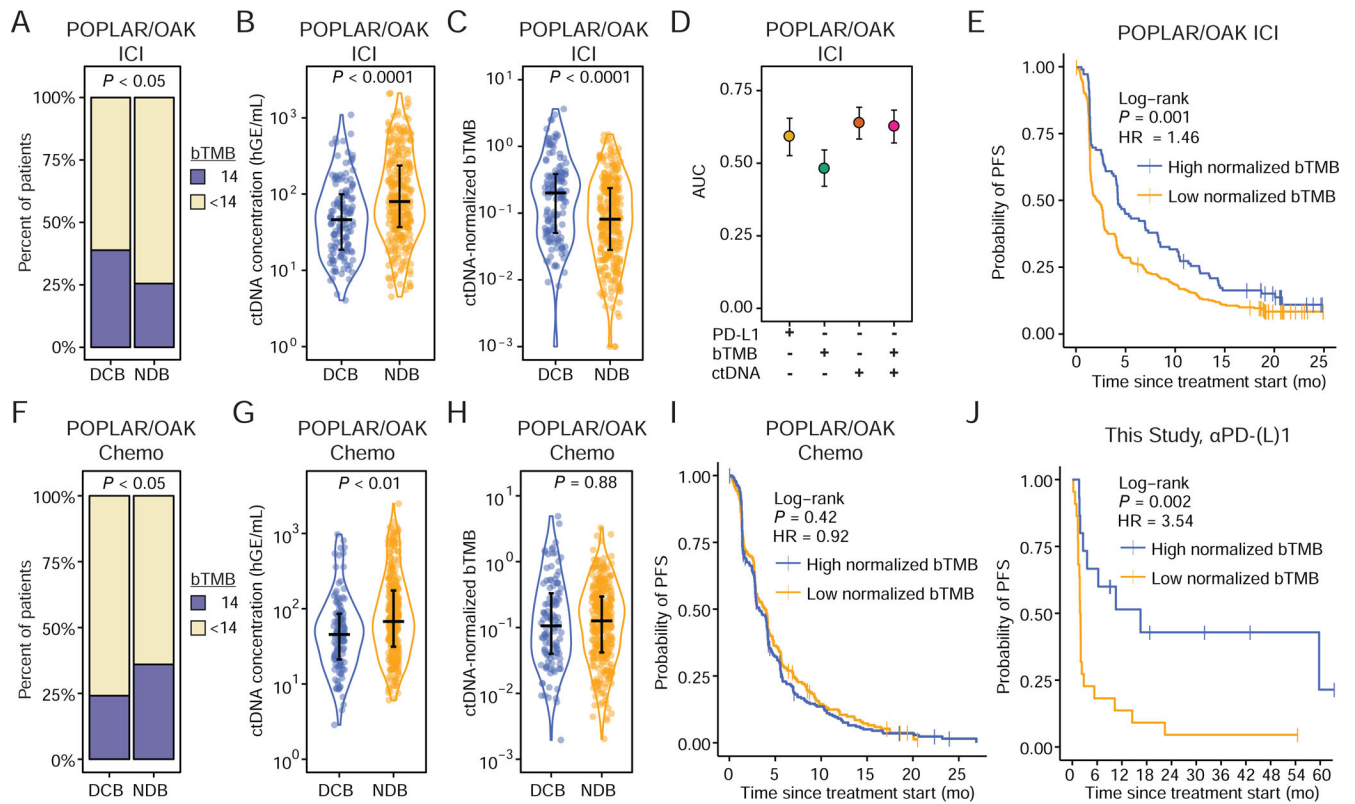 A
POPLAR/OAK
ICI
P < 0.05
Percent of patients
100%
75%
50%
25%
0%
DCB NDB
bTMB
14
<14
B
POPLAR/OAK
ICI
P < 0.0001
ctDNA concentration (hGE/mL)
10³
10²
10¹
10⁰
DCB NDB
C
POPLAR/OAK
ICI
P < 0.0001
ctDNA-normalized bTMB
10¹
10⁰
10⁻¹
10⁻²
10⁻³
DCB NDB
D
POPLAR/OAK
ICI
AUC
0.75
0.50
0.25
0.00
PD-L1 + - - -
bTMB - + - +
ctDNA - - + +
E
POPLAR/OAK ICI
Log-rank
P = 0.001
HR = 1.46
High normalized bTMB
Low normalized bTMB
Probability of PFS
1.00
0.75
0.50
0.25
0.00
0 5 10 15 20 25
Time since treatment start (mo)
F
POPLAR/OAK
Chemo
P < 0.05
Percent of patients
100%
75%
50%
25%
0%
DCB NDB
bTMB
14
<14
G
POPLAR/OAK
Chemo
P < 0.01
ctDNA concentration (hGE/mL)
10³
10²
10¹
10⁰
DCB NDB
H
POPLAR/OAK
Chemo
P = 0.88
ctDNA-normalized bTMB
10¹
10⁰
10⁻¹
10⁻²
10⁻³
DCB NDB
I
POPLAR/OAK
Chemo
Log-rank
P = 0.42
HR = 0.92
High normalized bTMB
Low normalized bTMB
Probability of PFS
1.00
0.75
0.50
0.25
0.00
0 5 10 15 20 25
Time since treatment start (mo)
J
This Study, αPD-(L)1
Log-rank
P = 0.002
HR = 3.54
High normalized bTMB
Low normalized bTMB
Probability of PFS
1.00
0.75
0.50
0.25
0.00
0 6 12 18 24 30 36 42 48 54 60
Time since treatment start (mo)